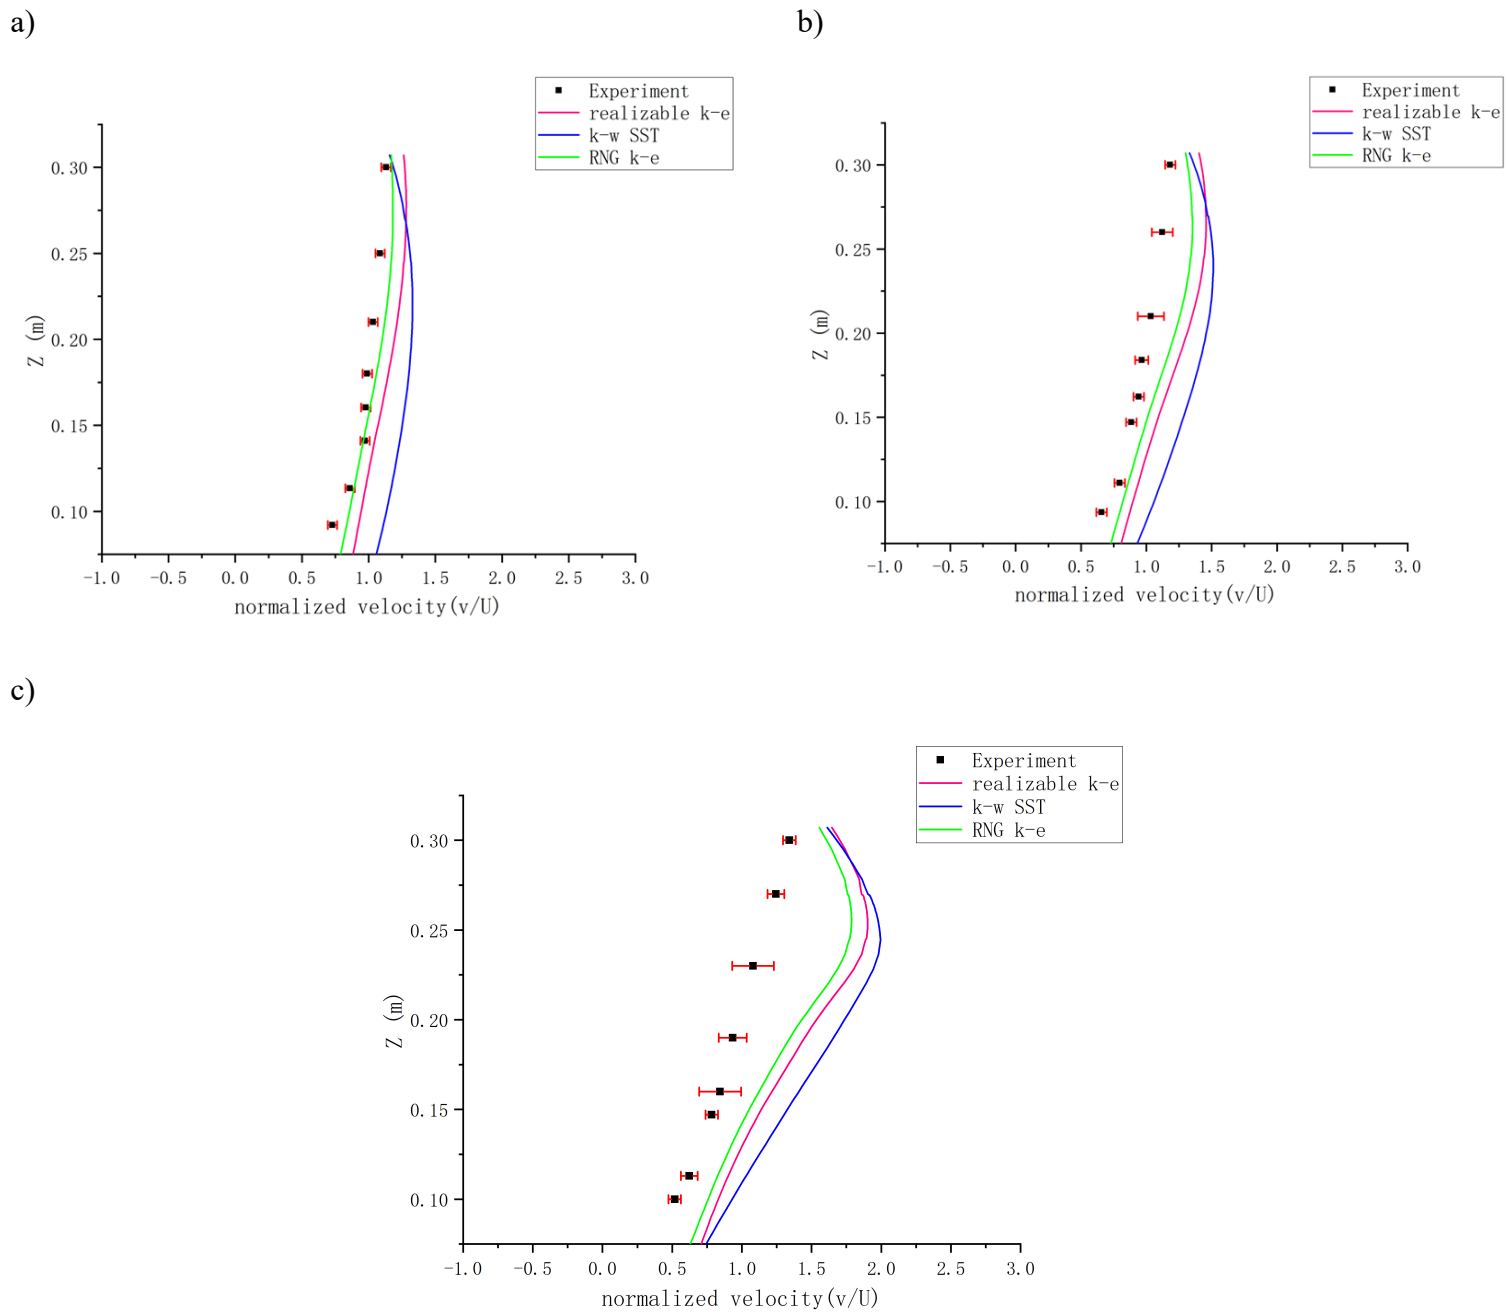 a)
Experiment
realizable k-e
k-w SST
RNG k-e
0.30
0.25
0.20
0.15
0.10
Z (m)
-1.0 -0.5 0.0 0.5 1.0 1.5 2.0 2.5 3.0
normalized velocity(v/U)
b)
Experiment
realizable k-e
k-w SST
RNG k-e
0.30
0.25
0.20
0.15
0.10
Z (m)
-1.0 -0.5 0.0 0.5 1.0 1.5 2.0 2.5 3.0
normalized velocity(v/U)
c)
Experiment
realizable k-e
k-w SST
RNG k-e
0.30
0.25
0.20
0.15
0.10
Z (m)
-1.0 -0.5 0.0 0.5 1.0 1.5 2.0 2.5 3.0
normalized velocity(v/U)